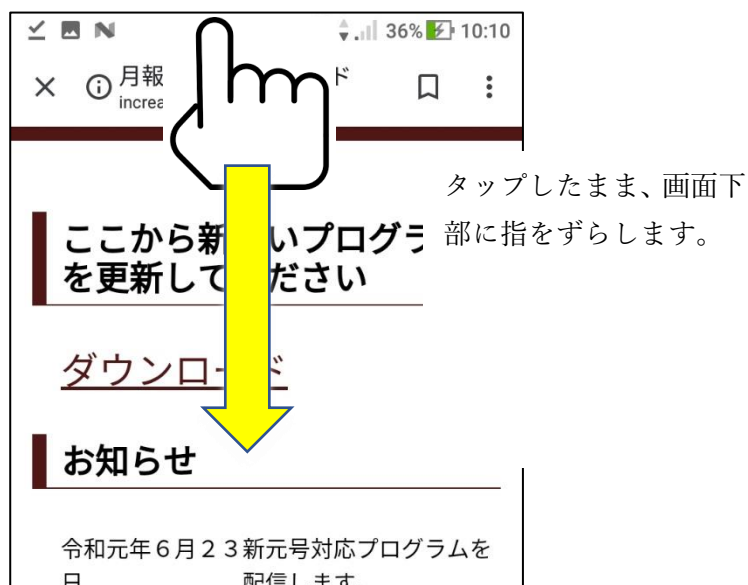 36% 10:10
月報 ド
increa
タップしたまま、画面下
部に指をずらします。
ここから新 いプログラ
を更新して ださい
ダウンロード
お知らせ
令和元年６月２３新元号対応プログラムを
日 配信します